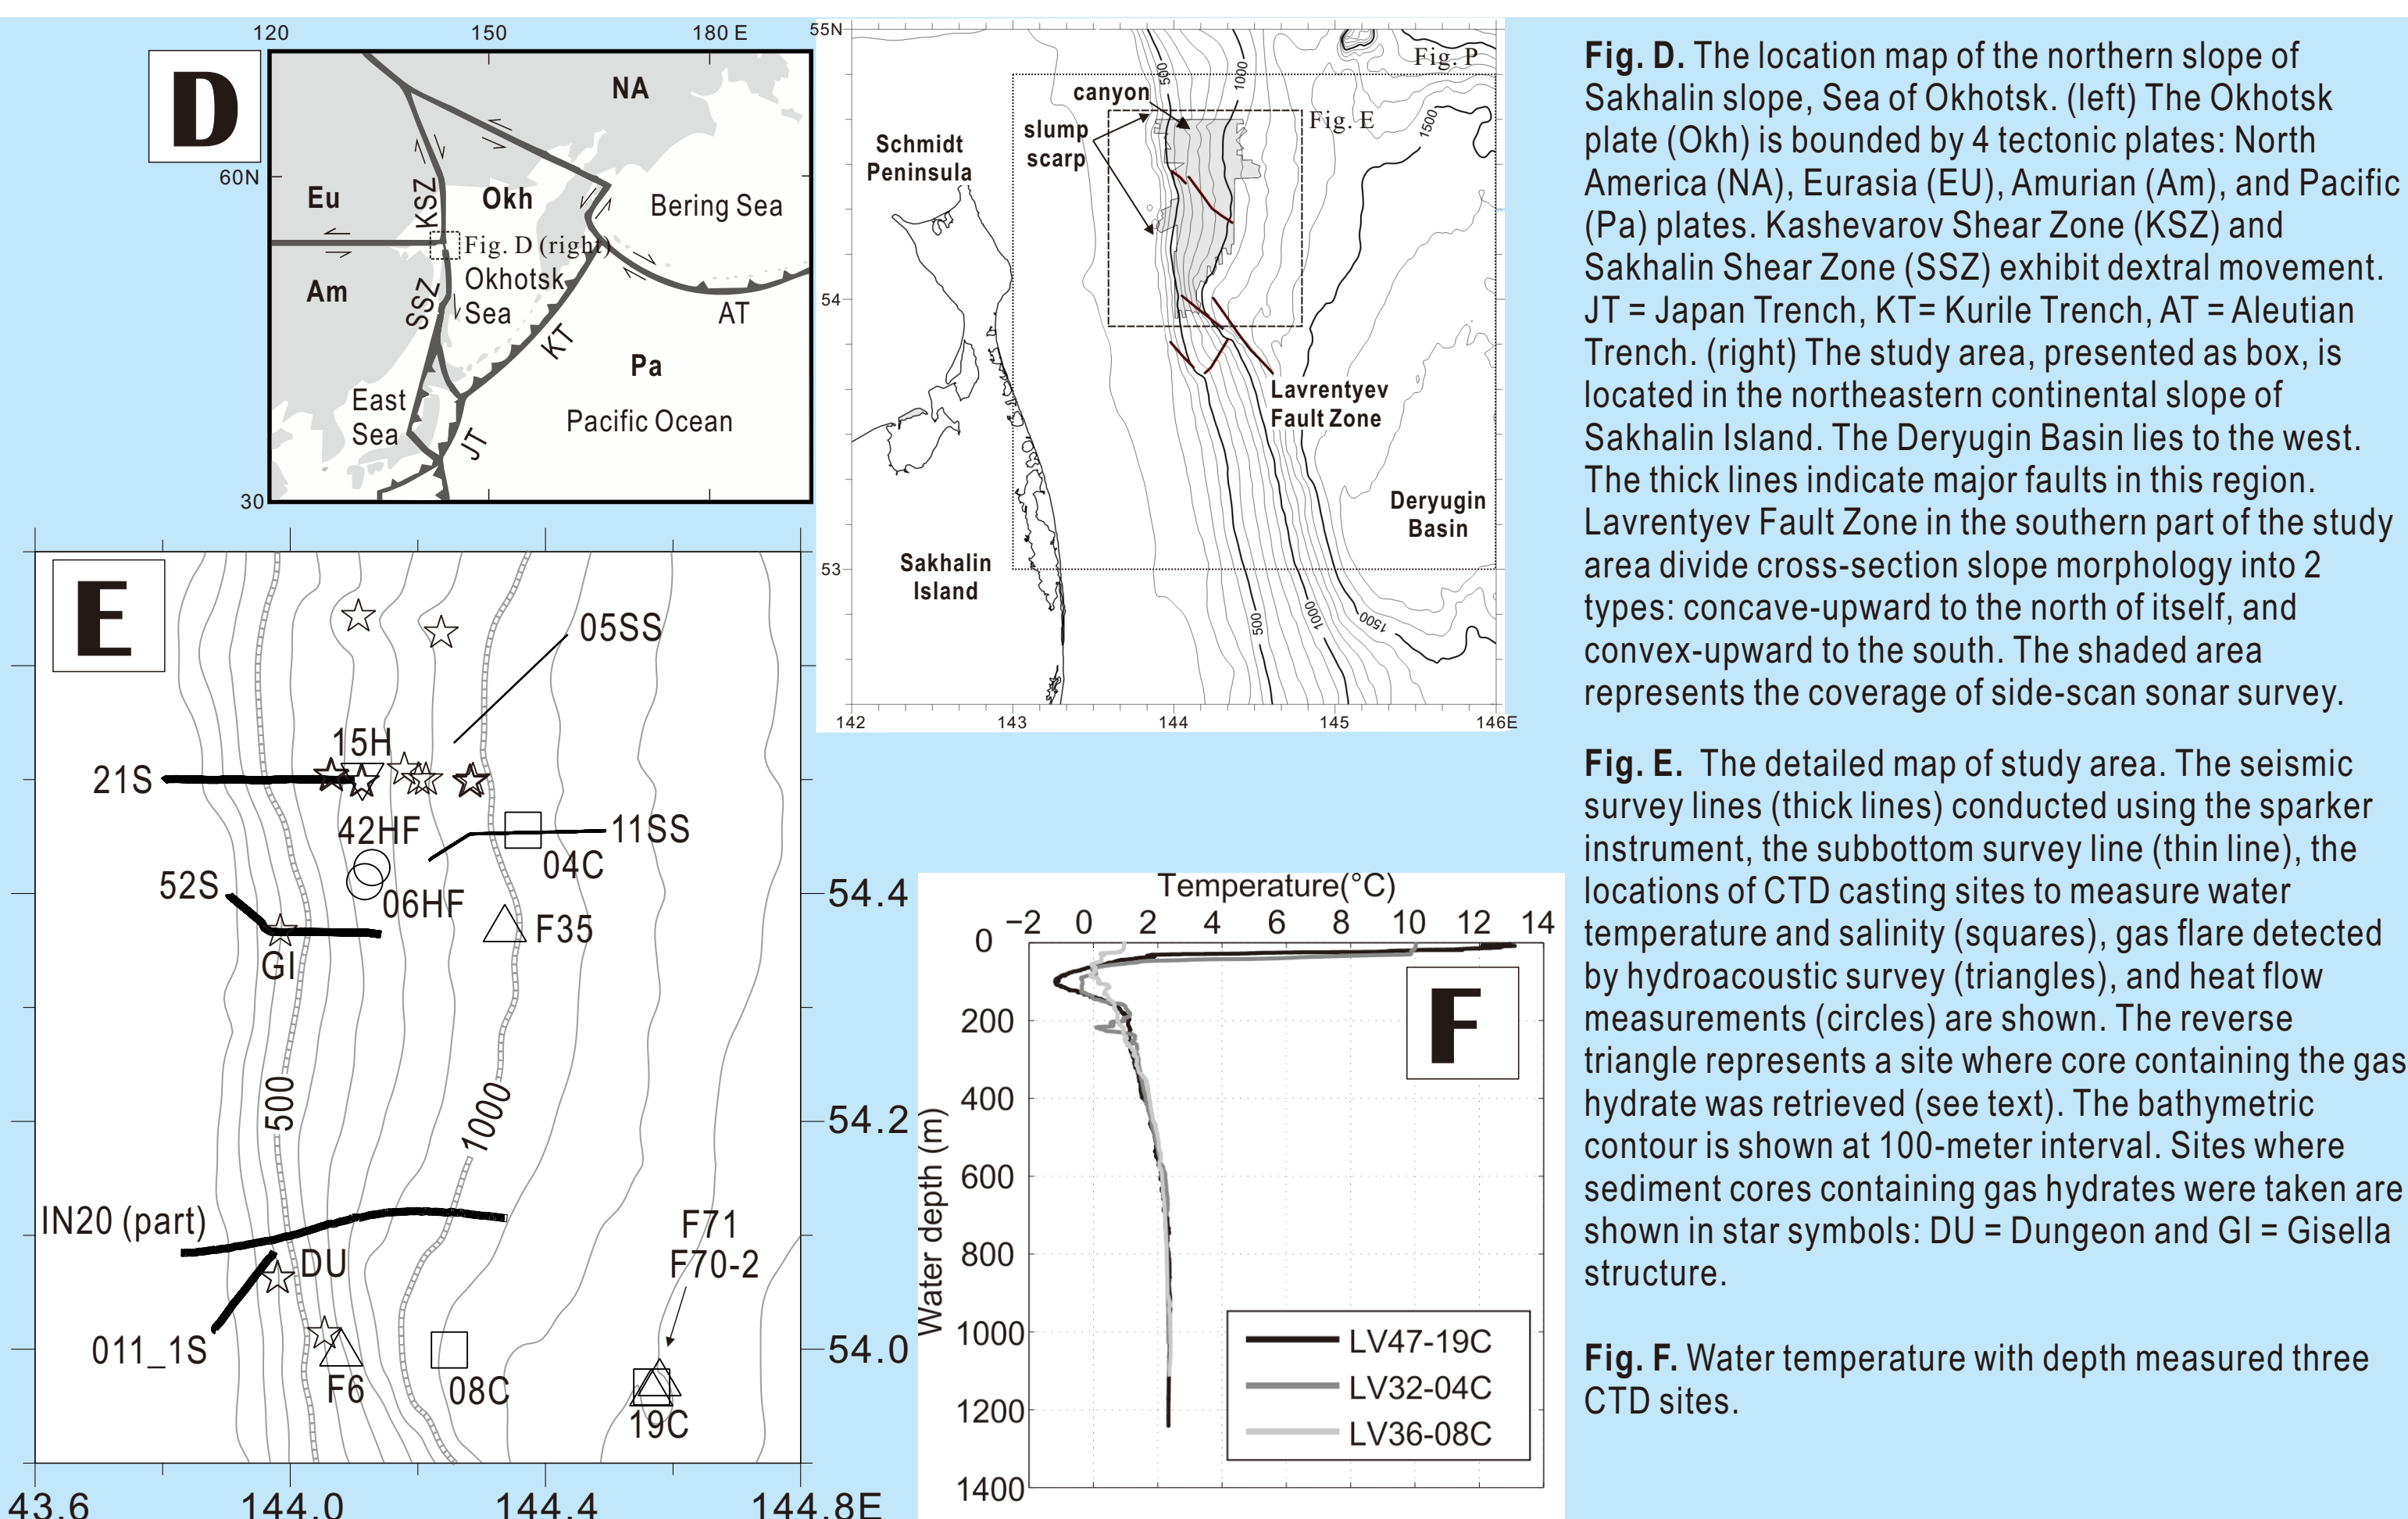 120
150
180 E
D
NA
60N
Eu
KSZ
Okh
Bering Sea
Fig. D (right)
Okhotsk
Sea
Am
SSZ
AT
KT
Pa
East
Sea
JT
Pacific Ocean
30
55N
Fig. P
500
1000
canyon
Fig. E
slump
scarp
1500
Schmidt
Peninsula
54
Lavrentyev
Fault Zone
Deryugin
Basin
53
Sakhalin
Island
500
1000
1500
142
143
144
145
146E
E
05SS
15H
21S
42HF
11SS
04C
52S
06HF
54.4
F35
GI
500
1000
54.2
IN20 (part)
F71
F70-2
DU
011_1S
54.0
F6
08C
19C
43.6
144.0
144.4
144.8E
Temperature(°C)
−2 0 2 4 6 8 10 12 14
0
F
200
400
600
800
1000
1200
1400
Water depth (m)
LV47-19C
LV32-04C
LV36-08C
Fig. D. The location map of the northern slope of
Sakhalin slope, Sea of Okhotsk. (left) The Okhotsk
plate (Okh) is bounded by 4 tectonic plates: North
America (NA), Eurasia (EU), Amurian (Am), and Pacific
(Pa) plates. Kashevarov Shear Zone (KSZ) and
Sakhalin Shear Zone (SSZ) exhibit dextral movement.
JT = Japan Trench, KT= Kurile Trench, AT = Aleutian
Trench. (right) The study area, presented as box, is
located in the northeastern continental slope of
Sakhalin Island. The Deryugin Basin lies to the west.
The thick lines indicate major faults in this region.
Lavrentyev Fault Zone in the southern part of the study
area divide cross-section slope morphology into 2
types: concave-upward to the north of itself, and
convex-upward to the south. The shaded area
represents the coverage of side-scan sonar survey.
Fig. E. The detailed map of study area. The seismic
survey lines (thick lines) conducted using the sparker
instrument, the subbottom survey line (thin line), the
locations of CTD casting sites to measure water
temperature and salinity (squares), gas flare detected
by hydroacoustic survey (triangles), and heat flow
measurements (circles) are shown. The reverse
triangle represents a site where core containing the gas
hydrate was retrieved (see text). The bathymetric
contour is shown at 100-meter interval. Sites where
sediment cores containing gas hydrates were taken are
shown in star symbols: DU = Dungeon and GI = Gisella
structure.
Fig. F. Water temperature with depth measured three
CTD sites.